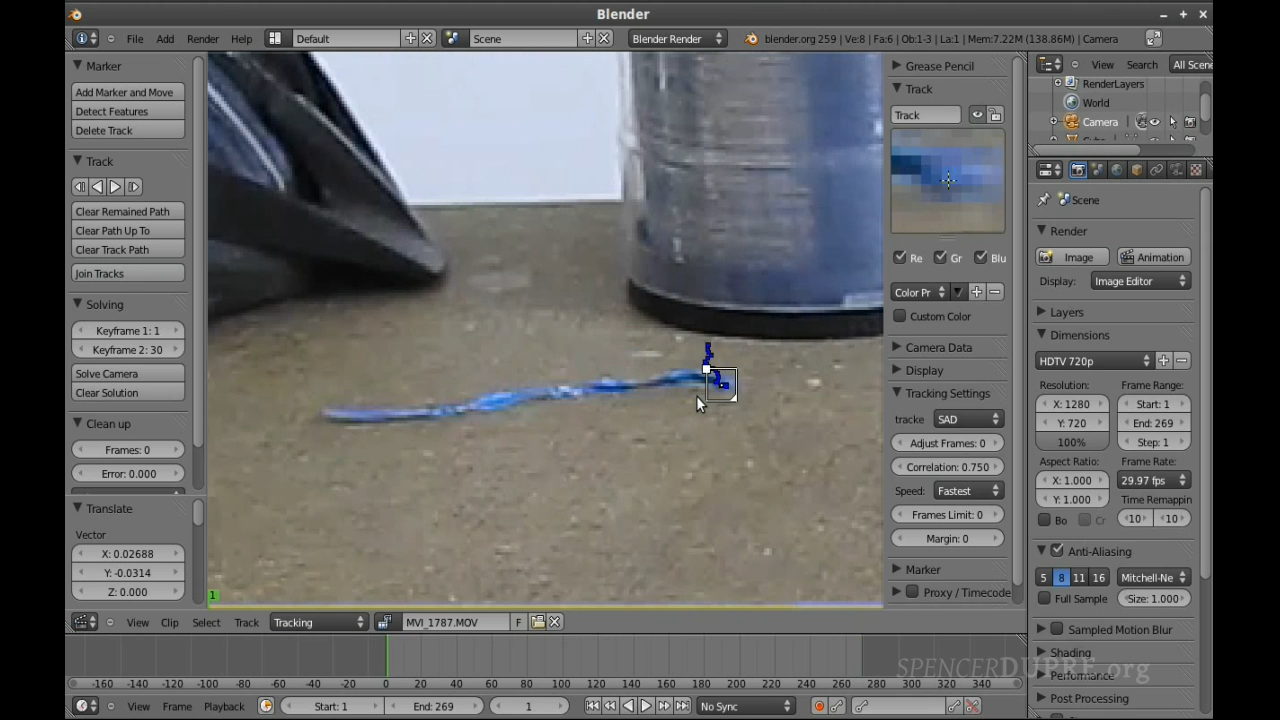 Blender
File Add Render Help Default Scene Blender Render blender.org 259 | Ve:8 | Fa:6 | Ob:1-3 | La:1 | Mem:7.22M (138.86M) | Camera
Marker
Add Marker and Move
Detect Features
Delete Track
Track
Clear Remained Path
Clear Path Up To
Clear Track Path
Join Tracks
Solving
Keyframe 1: 1
Keyframe 2: 30
Solve Camera
Clear Solution
Clean up
Frames: 0
Error: 0.000
Translate
Vector
X: 0.02688
Y: -0.0314
Z: 0.000
1
Grease Pencil
Track
Track
Re Gr Blu
Color Pr
Custom Color
Camera Data
Display
Tracking Settings
tracke SAD
Adjust Frames: 0
Correlation: 0.750
Speed: Fastest
Frames Limit: 0
Margin: 0
Marker
Proxy / Timecode
View Search All Scene
RenderLayers
World
Camera
Scene
Render
Image Animation
Display: Image Editor
Layers
Dimensions
HDTV 720p
Resolution: Frame Range:
X: 1280 Start: 1
Y: 720 End: 269
100% Step: 1
Aspect Ratio: Frame Rate:
X: 1.000 29.97 fps
Y: 1.000 Time Remappin
Bo Cr 10 10
Anti-Aliasing
5 8 11 16 Mitchell-Ne
Full Sample Size: 1.000
Sampled Motion Blur
Shading
Performance
Post Processing
View Clip Select Track Tracking MVI_1787.MOV F
SPENCERDUPRE.org
-160 -140 -120 -100 -80 -60 -40 -20 0 20 40 60 80 100 120 140 160 180 200 220 240 260 280 300 320 340
View Frame Playback Start: 1 End: 269 1 No Sync